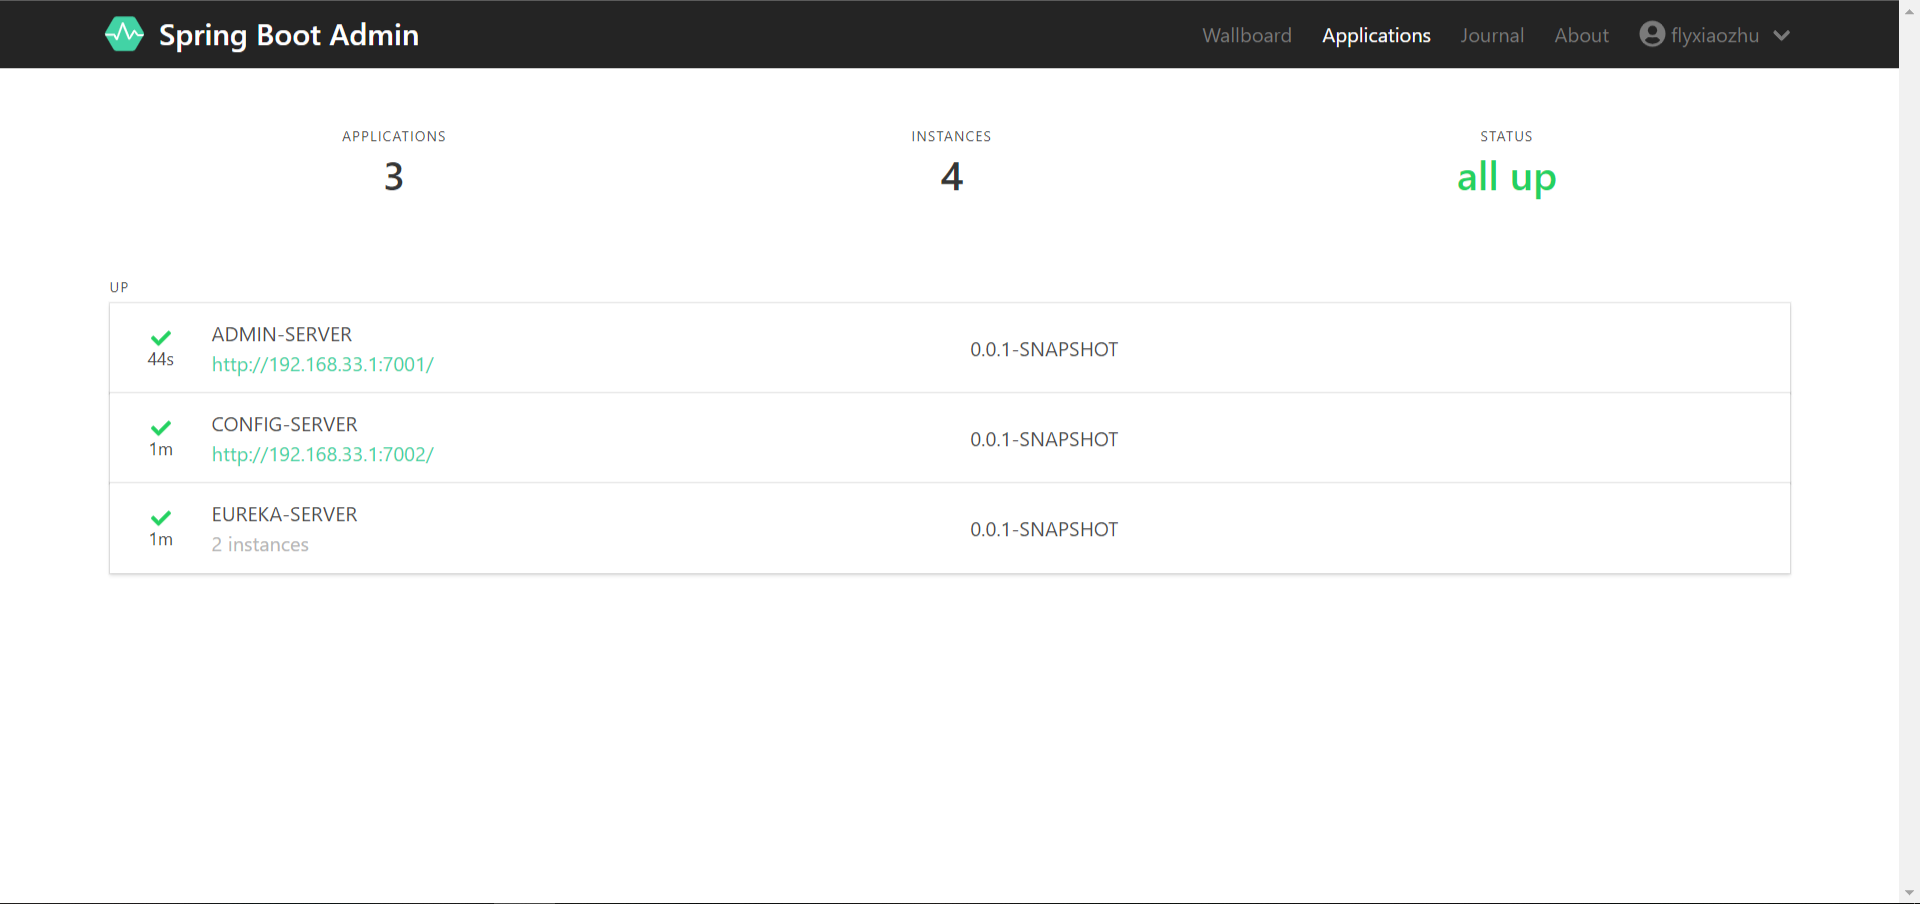 Spring Boot Admin
Wallboard Applications Journal About flyxiaozhu
APPLICATIONS INSTANCES STATUS
3 4 all up
UP
ADMIN-SERVER
44s http://192.168.33.1:7001/ 0.0.1-SNAPSHOT
CONFIG-SERVER
1m http://192.168.33.1:7002/ 0.0.1-SNAPSHOT
EUREKA-SERVER
1m 2 instances 0.0.1-SNAPSHOT